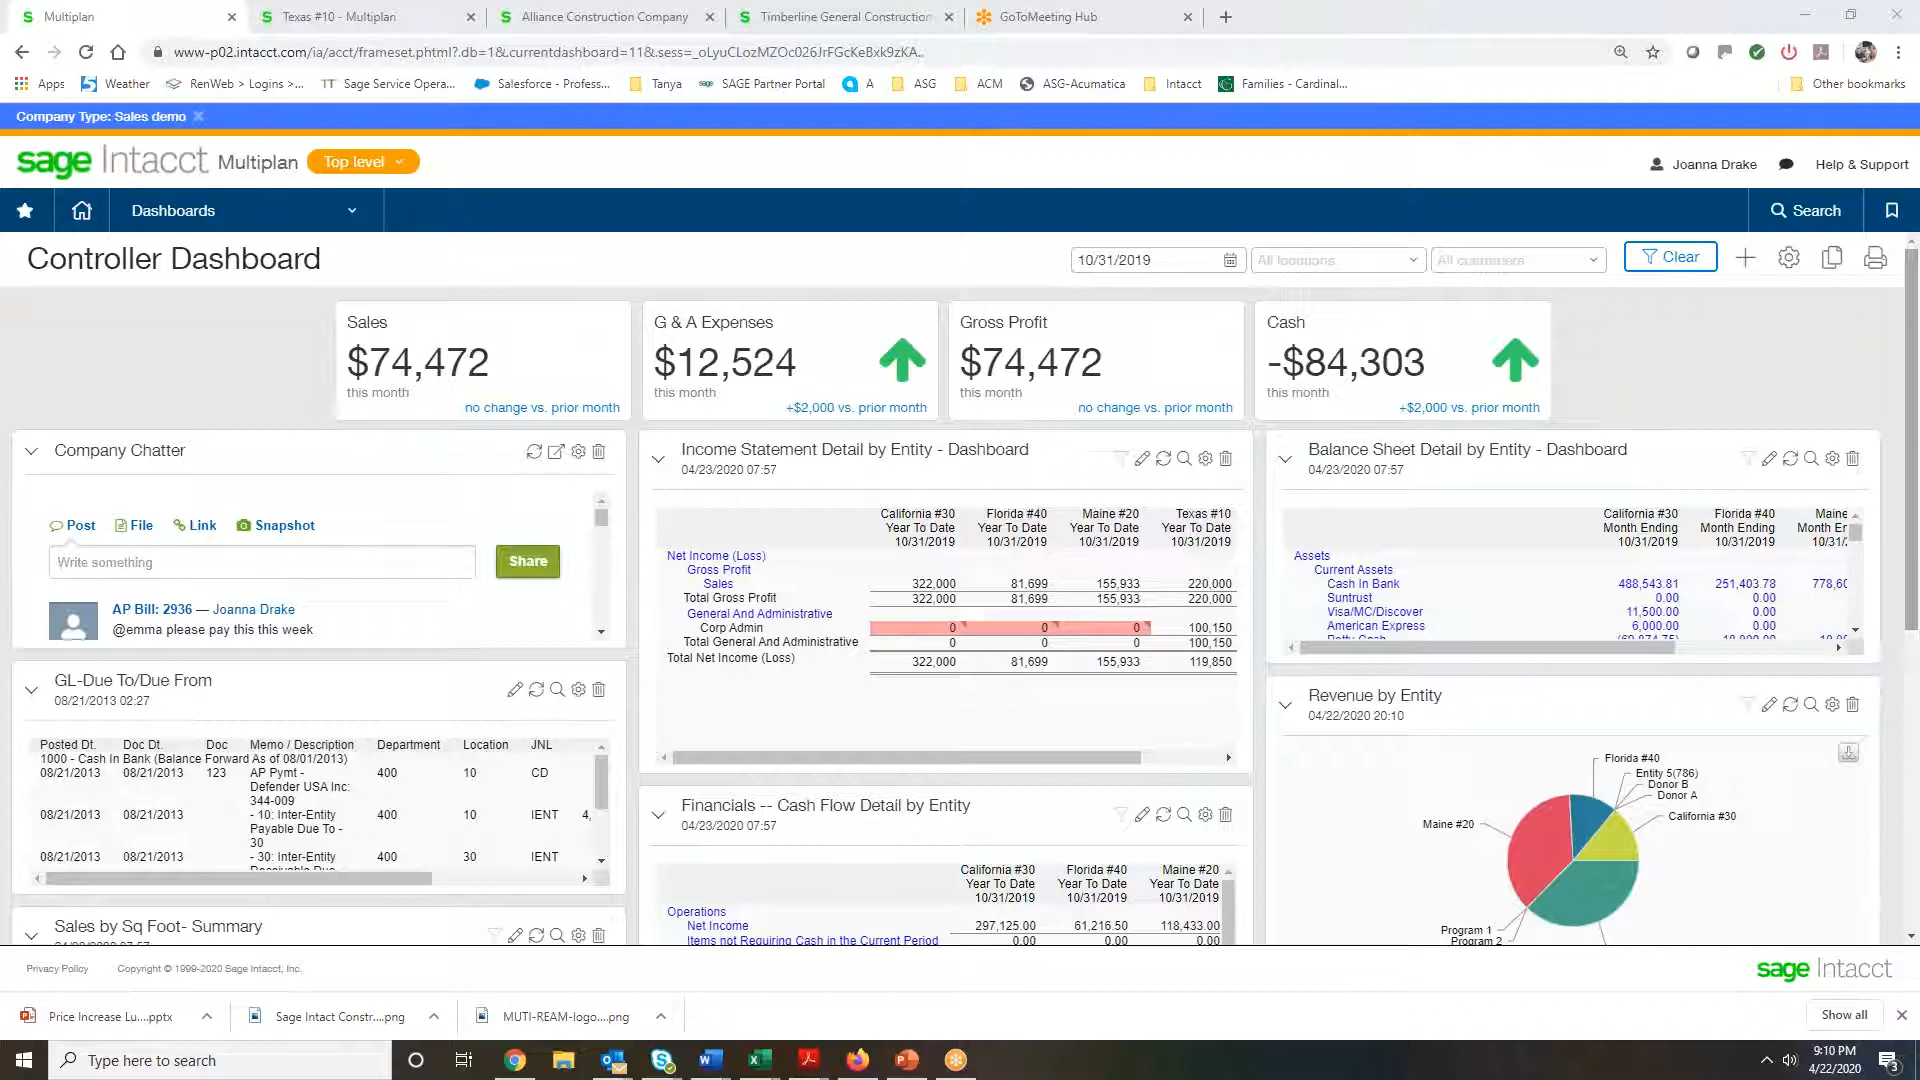 Multiplan
Texas #10 - Multiplan
Alliance Construction Company
Timberline General Construction
GoToMeeting Hub
www-p02.intacct.com/ia/acct/frameset.phtml?.db=1&.currentdashboard=11&.sess=_oLyuCLozMZOc026JrFGcKeBxk9zKA..
Apps
Weather
RenWeb > Logins >...
TT Sage Service Opera...
Salesforce - Profess...
Tanya
SAGE Partner Portal
A
ASG
ACM
ASG-Acumatica
Intacct
Families - Cardinal...
Other bookmarks
Company Type: Sales demo
sage Intacct Multiplan Top level
Joanna Drake
Help & Support
Dashboards
Search
Controller Dashboard
10/31/2019
All locations
All customers
Clear
Sales
$74,472
this month
no change vs. prior month
G & A Expenses
$12,524
this month
+$2,000 vs. prior month
Gross Profit
$74,472
this month
no change vs. prior month
Cash
-$84,303
this month
+$2,000 vs. prior month
Company Chatter
Post File Link Snapshot
Write something
Share
AP Bill: 2936 — Joanna Drake
@emma please pay this this week
GL-Due To/Due From
08/21/2013 02:27
Posted Dt. Doc Dt. Doc Memo / Description Department Location JNL
1000 - Cash In Bank (Balance Forward As of 08/01/2013)
08/21/2013 08/21/2013 123 AP Pymt - 400 10 CD
Defender USA Inc:
344-009
08/21/2013 08/21/2013 - 10: Inter-Entity 400 10 IENT 4,
Payable Due To -
30
08/21/2013 08/21/2013 - 30: Inter-Entity 400 30 IENT
Receivable Due
Sales by Sq Foot- Summary
Income Statement Detail by Entity - Dashboard
04/23/2020 07:57
California #30 Florida #40 Maine #20 Texas #10
Year To Date Year To Date Year To Date Year To Date
10/31/2019 10/31/2019 10/31/2019 10/31/2019
Net Income (Loss)
Gross Profit
Sales 322,000 81,699 155,933 220,000
Total Gross Profit 322,000 81,699 155,933 220,000
General And Administrative
Corp Admin 0 0 0 100,150
Total General And Administrative 0 0 0 100,150
Total Net Income (Loss) 322,000 81,699 155,933 119,850
Financials -- Cash Flow Detail by Entity
04/23/2020 07:57
California #30 Florida #40 Maine #20
Year To Date Year To Date Year To Date
10/31/2019 10/31/2019 10/31/2019
Operations
Net Income 297,125.00 61,216.50 118,433.00
Items not Requiring Cash in the Current Period 0.00 0.00 0.00
Balance Sheet Detail by Entity - Dashboard
04/23/2020 07:57
California #30 Florida #40 Maine
Month Ending Month Ending Month Er
10/31/2019 10/31/2019 10/31/2
Assets
Current Assets
Cash In Bank 488,543.81 251,403.78 778,60
Suntrust 0.00 0.00
Visa/MC/Discover 11,500.00 0.00
American Express 6,000.00 0.00
Petty Cash (69,874.75) 18,000.00
Revenue by Entity
04/22/2020 20:10
Florida #40
Entity 5(786)
Donor B
Donor A
California #30
Maine #20
Program 1
Program 2
Privacy Policy
Copyright © 1999-2020 Sage Intacct, Inc.
sage Intacct
Price Increase Lu....pptx
Sage Intact Constr....png
MUTI-REAM-logo....png
Show all
Type here to search
9:10 PM
4/22/2020
3